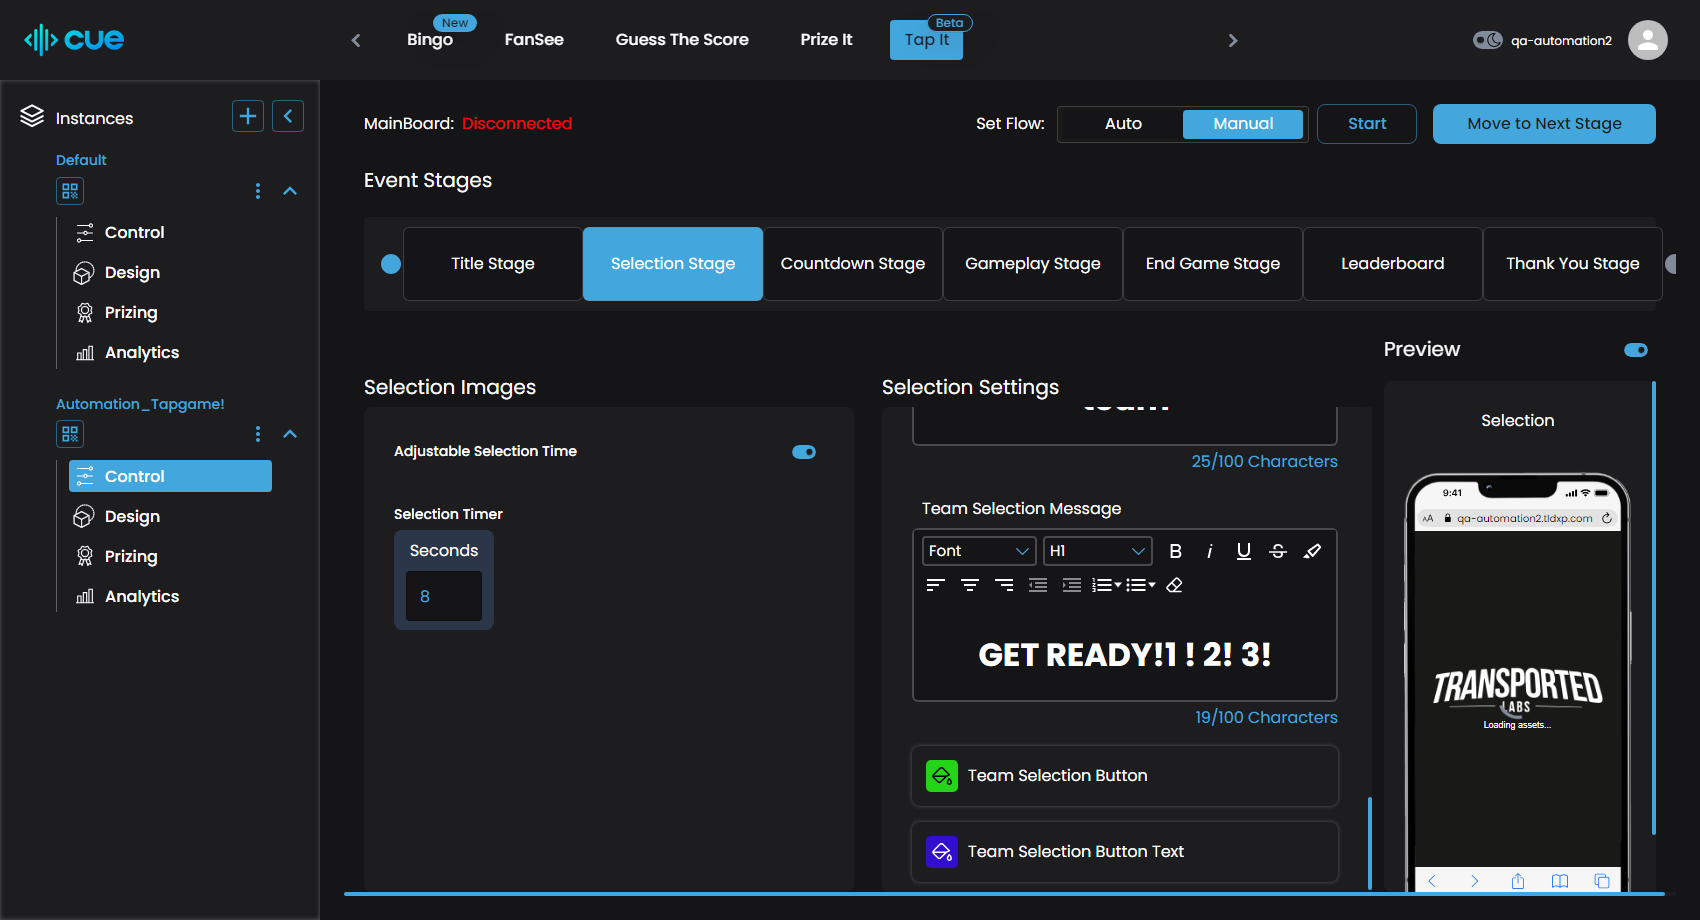 cue
Bingo
New
FanSee
Guess The Score
Prize It
Tap It
Beta
qa-automation2
Instances
Default
Control
Design
Prizing
Analytics
Automation_Tapgame!
Control
Design
Prizing
Analytics
MainBoard: Disconnected
Set Flow:
Auto
Manual
Start
Move to Next Stage
Event Stages
Title Stage
Selection Stage
Countdown Stage
Gameplay Stage
End Game Stage
Leaderboard
Thank You Stage
Selection Images
Adjustable Selection Time
Selection Timer
Seconds
8
Selection Settings
team
25/100 Characters
Team Selection Message
Font
H1
B
i
U
S
GET READY!1 ! 2! 3!
19/100 Characters
Team Selection Button
Team Selection Button Text
Preview
Selection
9:41
AA
qa-automation2.tldxp.com
TRANSPORTED
LABS
Loading assets...